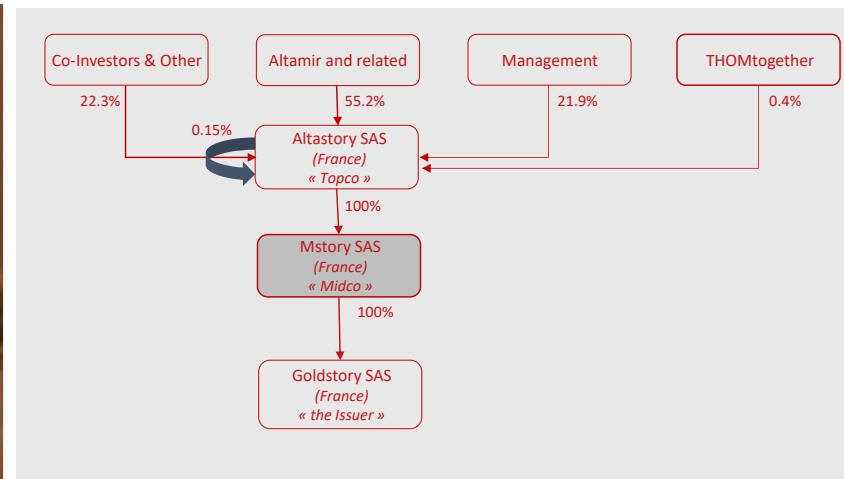 Co-Investors & Other
Altamir and related
Management
THOMtogether
22.3%
55.2%
21.9%
0.4%
0.15%
Altastory SAS
(France)
« Topco »
100%
Mstory SAS
(France)
« Midco »
100%
Goldstory SAS
(France)
« the Issuer »